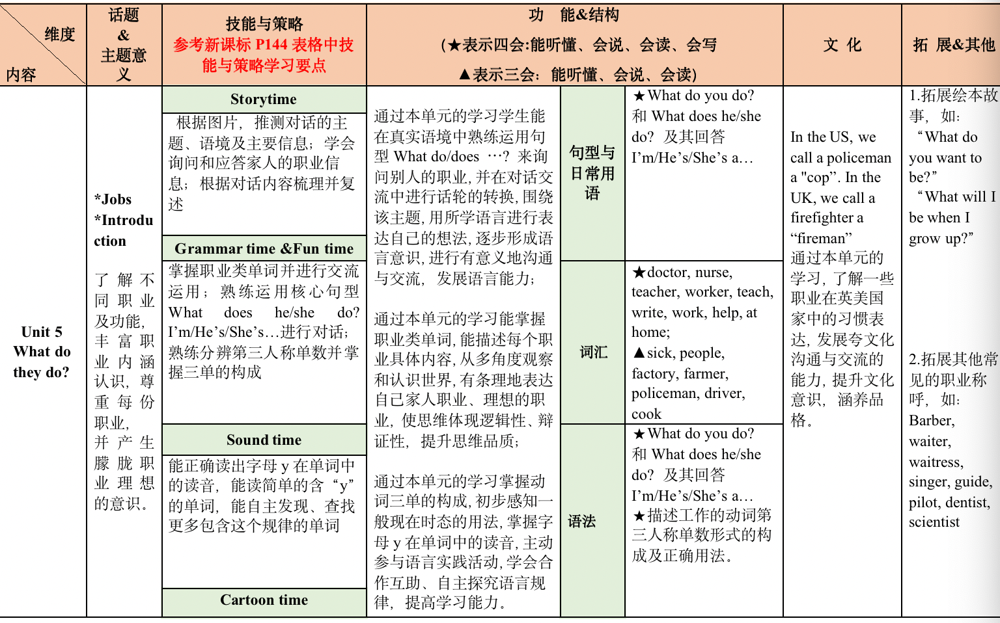 维度
内容
话题
&
主题意
义
技能与策略
参考新课标 P144 表格中技
能与策略学习要点
功 能&结构
(★表示四会:能听懂、会说、会读、会写
▲表示三会：能听懂、会说、会读)
文 化
拓 展&其他
Unit 5
What do
they do?
*Jobs
*Introdu
ction
了解不
同职业
及功能,
丰富职
业内涵
认识, 尊
重每份
职业,
并产生
朦胧职
业理想
的意识。
Storytime
根据图片, 推测对话的主
题、语境及主要信息；学会
询问和应答家人的职业信
息；根据对话内容梳理并复
述
Grammar time &Fun time
掌握职业类单词并进行交流
运用；熟练运用核心句型
What does he/she do?
I’m/He’s/She’s…进行对话；
熟练分辨第三人称单数并掌
握三单的构成
Sound time
能正确读出字母 y 在单词中
的读音, 能读简单的含“y”
的单词, 能自主发现、查找
更多包含这个规律的单词
Cartoon time
通过本单元的学习学生能
在真实语境中熟练运用句
型 What do/does …？来询
问别人的职业, 并在对话交
流中进行话轮的转换, 围绕
该主题, 用所学语言进行表
达自己的想法, 逐步形成语
言意识, 进行有意义地沟通
与交流, 发展语言能力；
通过本单元的学习能掌握
职业类单词, 能描述每个职
业具体内容, 从多角度观察
和认识世界, 有条理地表达
自己家人职业、理想的职
业, 使思维体现逻辑性、辩
证性, 提升思维品质；
通过本单元的学习掌握动
词三单的构成, 初步感知一
般现在时态的用法, 掌握字
母 y 在单词中的读音, 主动
参与语言实践活动, 学会合
作互助、自主探究语言规
律, 提高学习能力。
句型与
日常用
语
★What do you do?
和 What does he/she
do？及其回答
I’m/He’s/She’s a…
词汇
★doctor, nurse,
teacher, worker, teach,
write, work, help, at
home;
▲sick, people,
factory, farmer,
policeman, driver,
cook
语法
★What do you do?
和 What does he/she
do？及其回答
I’m/He’s/She’s a…
★描述工作的动词第
三人称单数形式的构
成及正确用法。
In the US, we
call a policeman
a "cop”. In the
UK, we call a
firefighter a
“fireman”
通过本单元的
学习, 了解一些
职业在英美国
家中的习惯表
达, 发展夸文化
沟通与交流的
能力, 提升文化
意识, 涵养品
格。
1.拓展绘本故
事, 如：
“What do
you want to
be?”
“What will I
be when I
grow up?”
2.拓展其他常
见的职业称
呼, 如：
Barber,
waiter,
waitress,
singer, guide,
pilot, dentist,
scientist